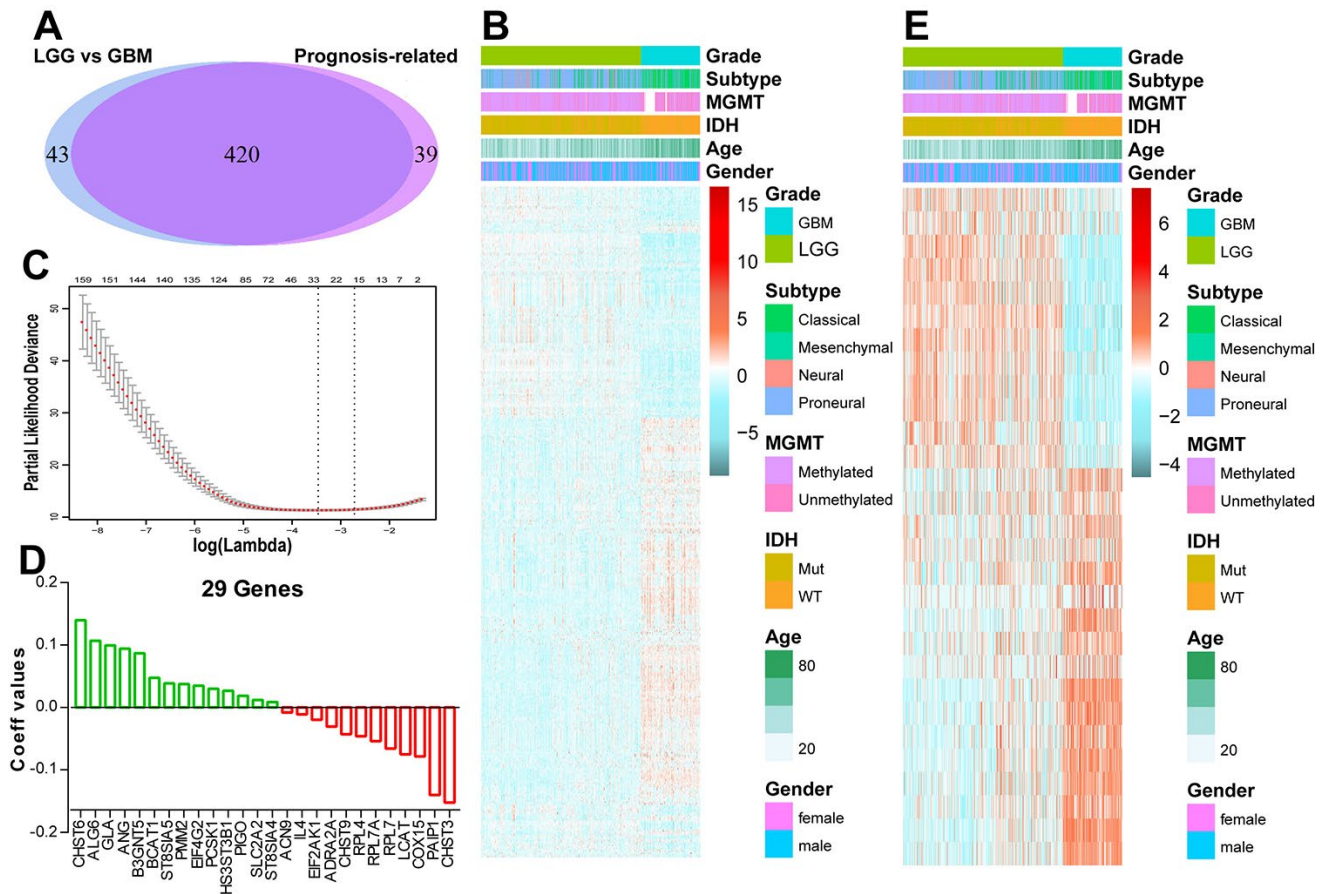 A
LGG vs GBM
Prognosis-related
43
420
39
B
Grade
Subtype
MGMT
IDH
Age
Gender
15
10
5
0
−5
Grade
GBM
LGG
Subtype
Classical
Mesenchymal
Neural
Proneural
MGMT
Methylated
Unmethylated
IDH
Mut
WT
Age
80
20
Gender
female
male
C
159 151 144 140 135 124 85 72 46 33 22 15 13 7 2
Partial Likelihood Deviance
50
40
30
20
10
−8 −7 −6 −5 −4 −3 −2
log(Lambda)
D
29 Genes
Coeff values
0.2
0.1
0.0
-0.1
-0.2
CHST6
ALG6
GLA
ANG
B3GNT5
BCAT1
ST8SIA5
PMM2
EIF4G2
PCSK1
HS3ST3B1
PIGO
SLC2A2
ST8SIA4
ACN9
IL4
EIF2AK1
ADRA2A
CHST9
RPL4
RPL7A
RPL7
LCAT
COX15
PAIP1
CHST3
E
Grade
Subtype
MGMT
IDH
Age
Gender
6
4
2
0
−2
−4
Grade
GBM
LGG
Subtype
Classical
Mesenchymal
Neural
Proneural
MGMT
Methylated
Unmethylated
IDH
Mut
WT
Age
80
20
Gender
female
male